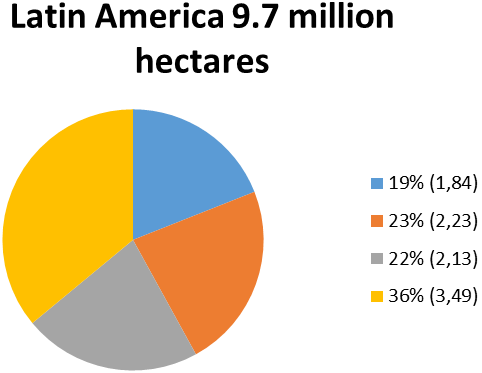 Latin America 9.7 million
hectares
19% (1,84)
23% (2,23)
22% (2,13)
36% (3,49)